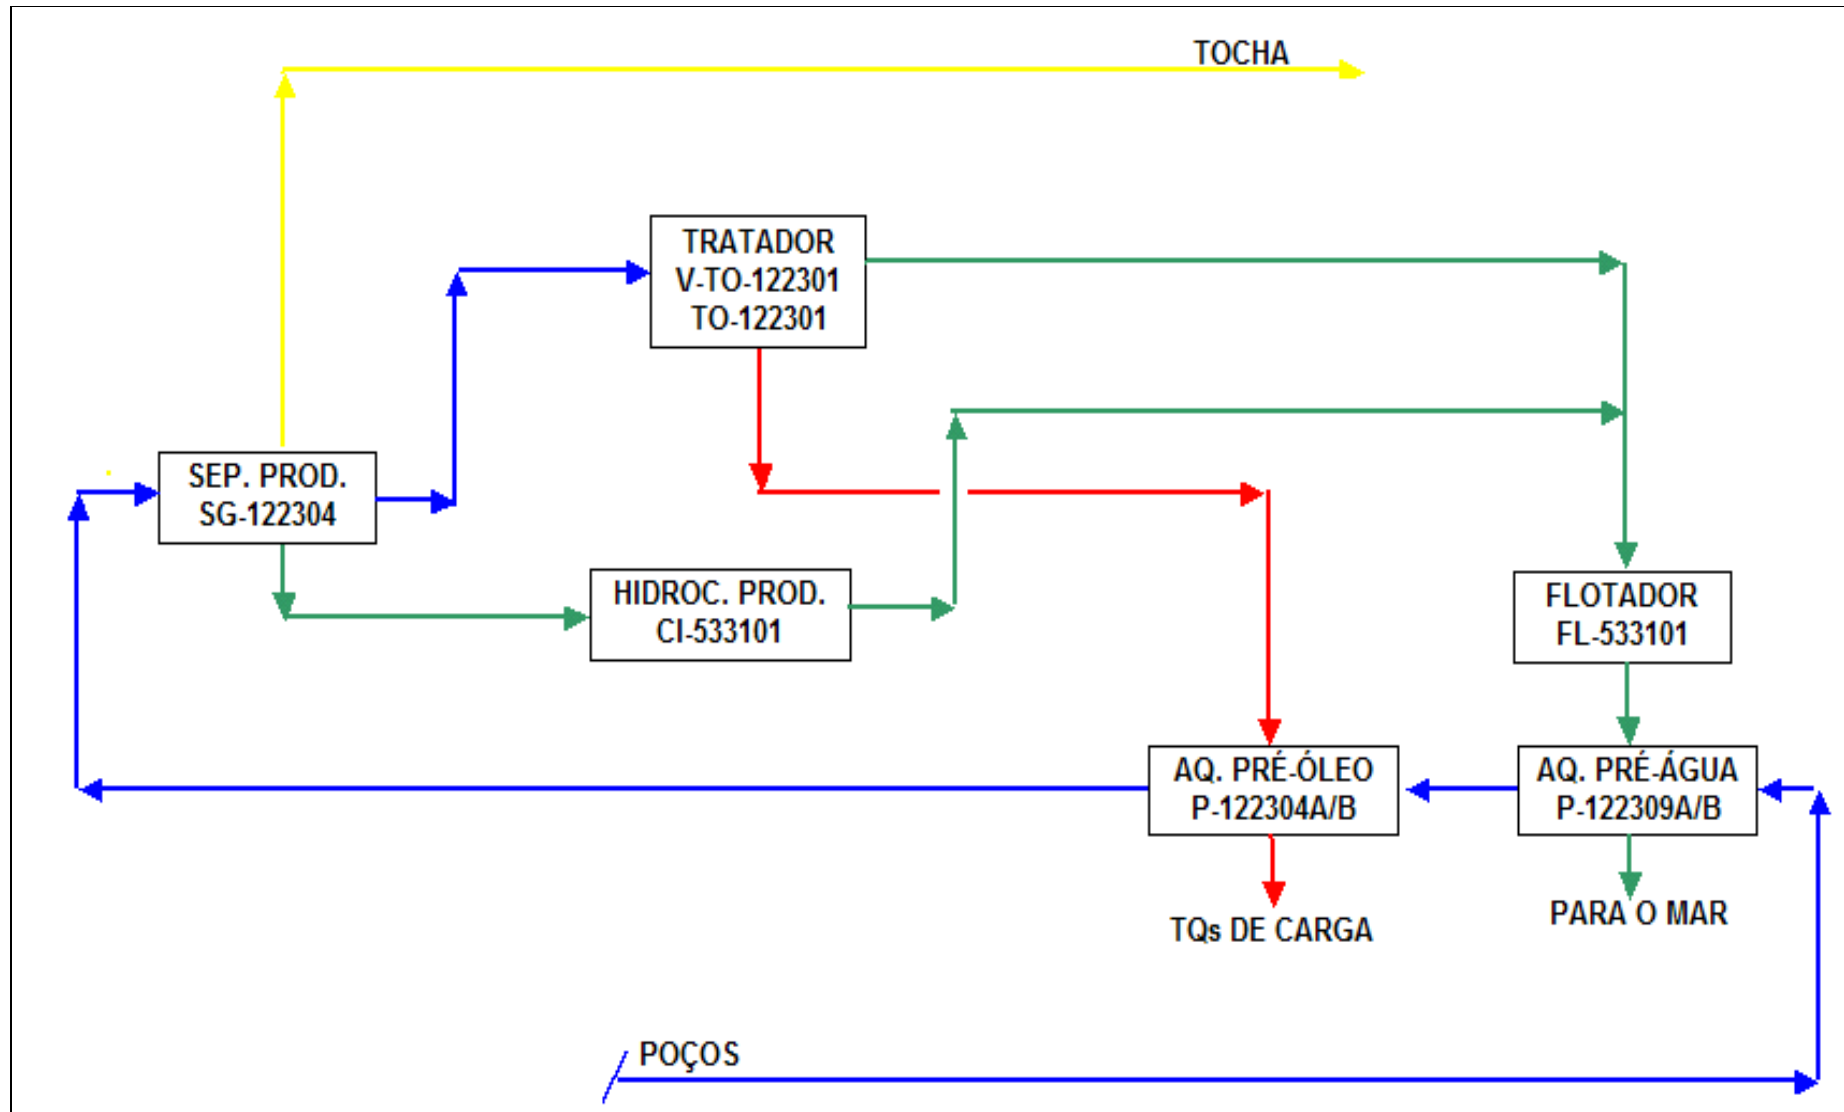 TOCHA
TRATADOR
V-TO-122301
TO-122301
SEP. PROD.
SG-122304
HIDROC. PROD.
CI-533101
FLOTADOR
FL-533101
AQ. PRÉ-ÓLEO
P-122304A/B
AQ. PRÉ-ÁGUA
P-122309A/B
TQs DE CARGA
PARA O MAR
POÇOS